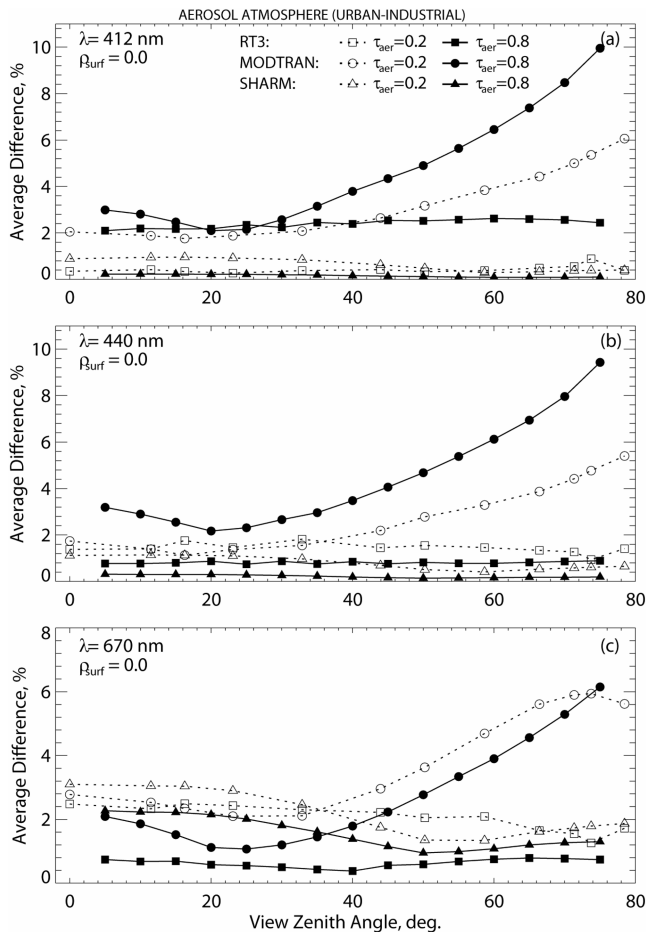 AEROSOL ATMOSPHERE (URBAN-INDUSTRIAL)
λ= 412 nm
ρsurf = 0.0
RT3: τaer=0.2 τaer=0.8
MODTRAN: τaer=0.2 τaer=0.8
SHARM: τaer=0.2 τaer=0.8
(a)
10
8
6
4
2
0
Average Difference, %
0 20 40 60 80
λ= 440 nm
ρsurf = 0.0
(b)
10
8
6
4
2
0
Average Difference, %
0 20 40 60 80
λ= 670 nm
ρsurf = 0.0
(c)
8
6
4
2
0
Average Difference, %
0 20 40 60 80
View Zenith Angle, deg.